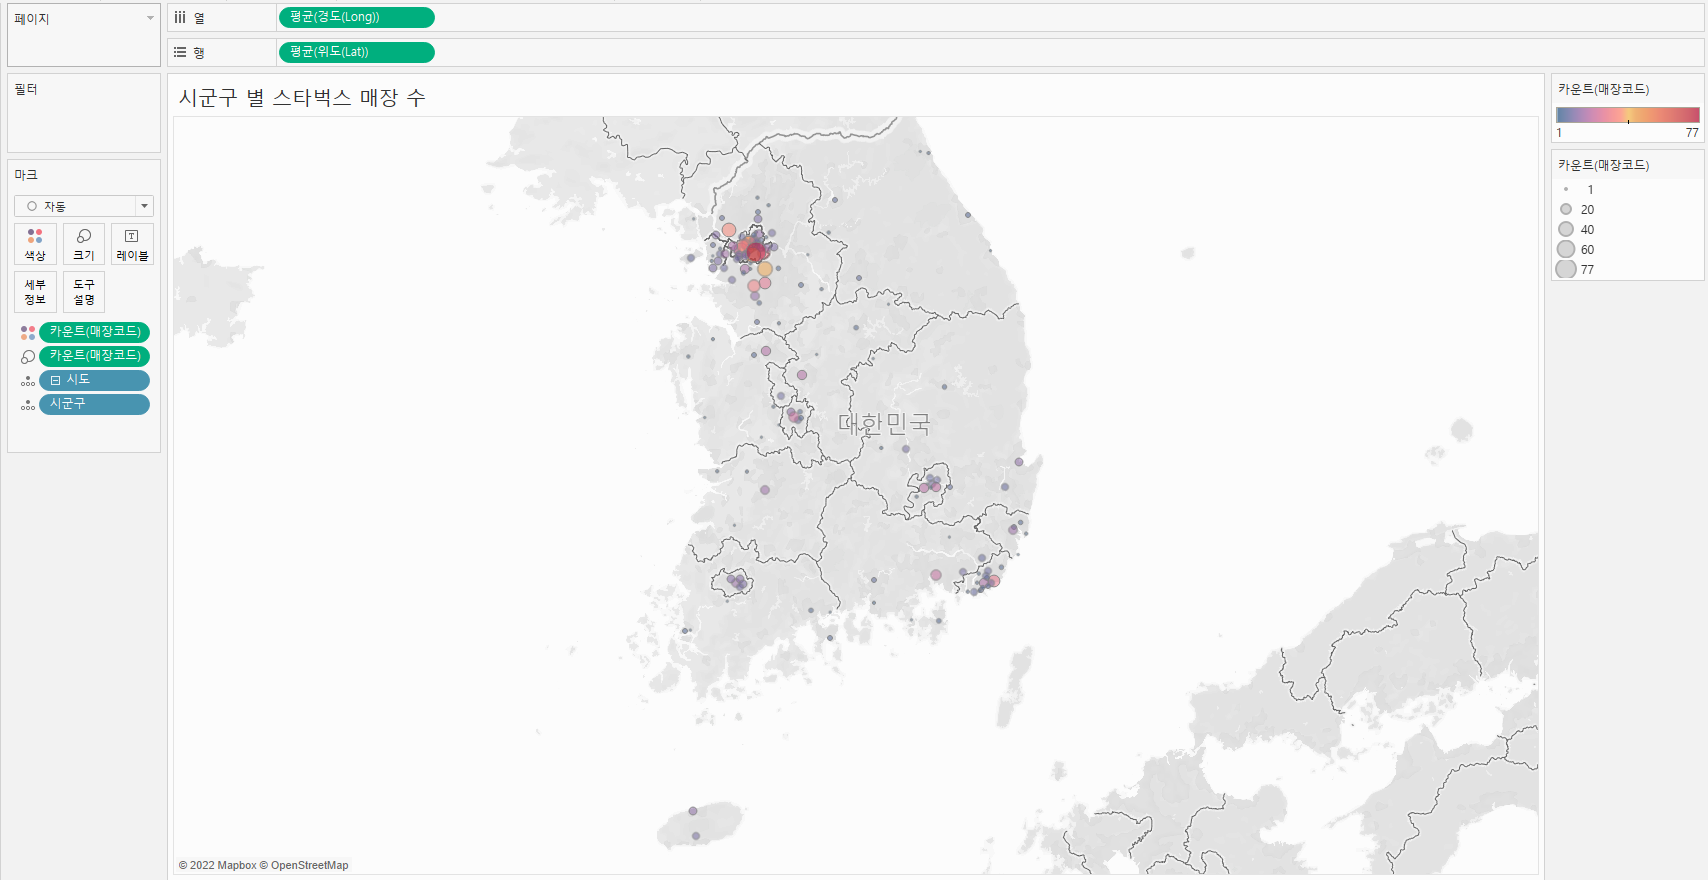 페이지
열
평균(경도(Long))
행
평균(위도(Lat))
필터
마크
자동
색상
크기
레이블
세부
정보
도구
설명
카운트(매장코드)
카운트(매장코드)
시도
시군구
시군구 별 스타벅스 매장 수
대한민국
© 2022 Mapbox © OpenStreetMap
카운트(매장코드)
1
77
카운트(매장코드)
1
20
40
60
77